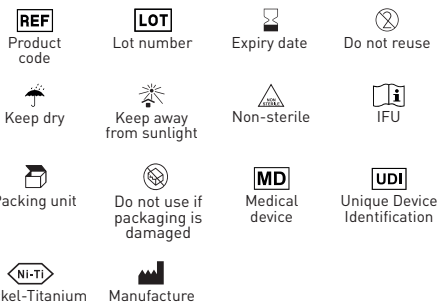 REF LOT
Product code Lot number Expiry date Do not reuse
NON STERILE
Keep dry Keep away from sunlight Non-sterile IFU
MD UDI
Packing unit Do not use if packaging is damaged Medical device Unique Device Identification
Ni-Ti
kel-Titanium Manufacture